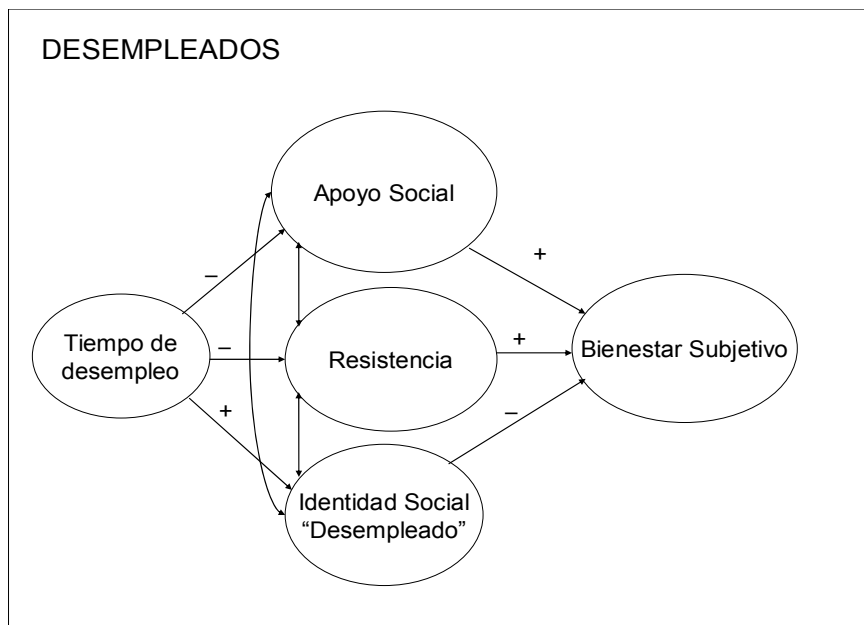 DESEMPLEADOS
Apoyo Social
–
+
Tiempo de
desempleo
–
Resistencia
+
Bienestar Subjetivo
+
–
Identidad Social
“Desempleado”